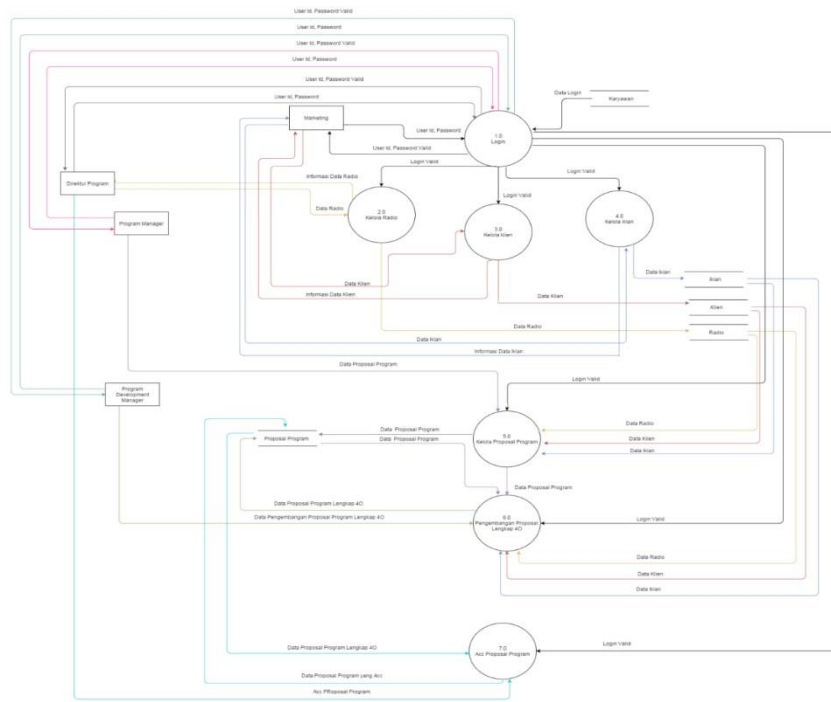 User Id, Password Valid
User Id, Password
User Id, Password Valid
User Id, Password
User Id, Password Valid
User Id, Password
Data Login
Karyawan
Marketing
User Id, Password
1.0
Login
User Id, Password Valid
Login Valid
Login Valid
Login Valid
Direktur Program
Informasi Data Radio
Data Radio
2.0
Kelola Radio
3.0
Kelola Klien
4.0
Kelola Iklan
Program Manager
Data Klien
Informasi Data Klien
Data Iklan
Iklan
Data Klien
Klien
Data Radio
Radio
Data Iklan
Informasi Data Iklan
Data Proposal Program
Login Valid
Program
Development
Manager
Data Radio
Data Proposal Program
Proposal Program
Data Proposal Program
5.0
Kelola Proposal Program
Data Klien
Data Iklan
Data Proposal Program
Data Proposal Program Lengkap 4O
Data Pengembangan Proposal Program Lengkap 4O
6.0
Pengembangan Proposal
Lengkap 4O
Login Valid
Data Radio
Data Klien
Data Iklan
Data Proposal Program Lengkap 4O
7.0
Acc Proposal Program
Login Valid
Data Proposal Program yang Acc
Acc PRoposal Program